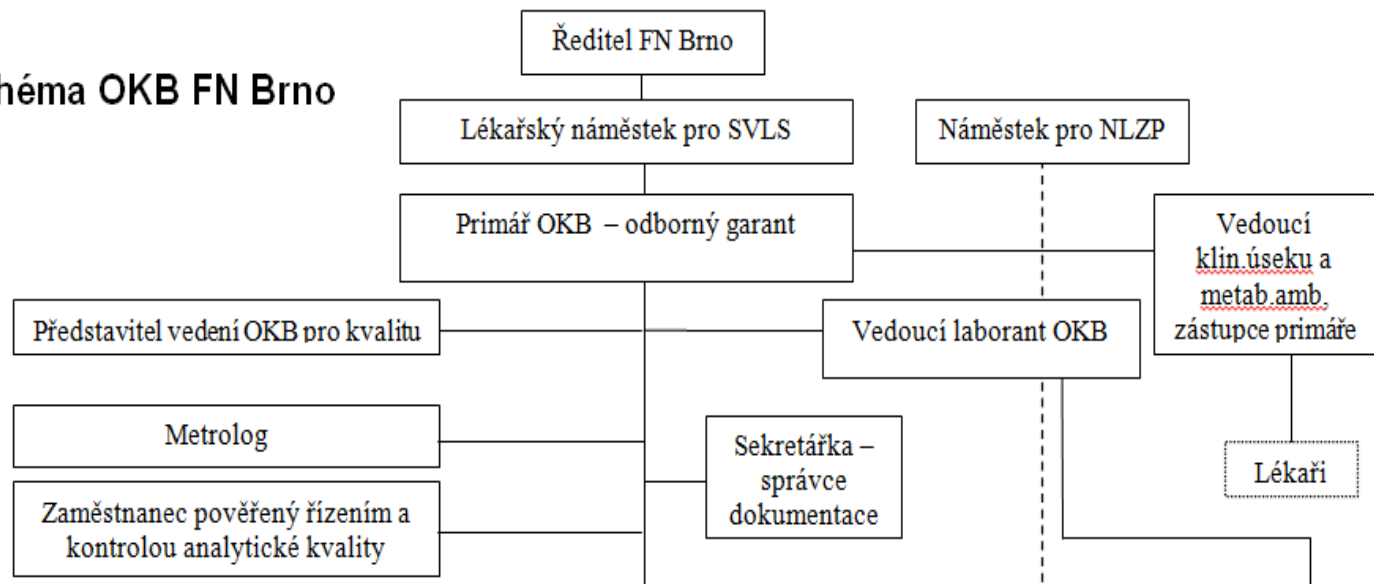 Ředitel FN Brno
héma OKB FN Brno
Lékařský náměstek pro SVLS
Náměstek pro NLZP
Primář OKB – odborný garant
Vedoucí
klin.úseku a
metab.amb.
zástupce primáře
Představitel vedení OKB pro kvalitu
Vedoucí laborant OKB
Metrolog
Sekretářka –
správce
dokumentace
Lékaři
Zaměstnanec pověřený řízením a
kontrolou analytické kvality